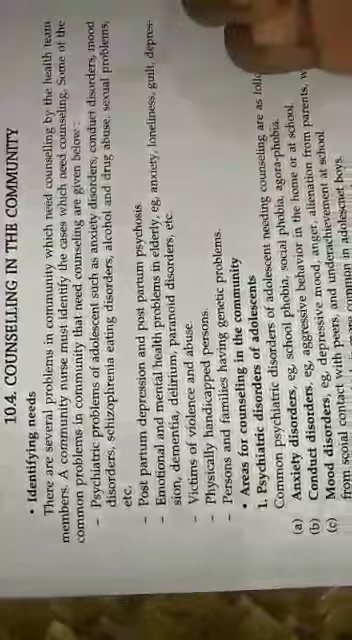 10.4. COUNSELLING IN THE COMMUNITY
• Identifying needs
There are several problems in community which need counselling by the health team
members. A community nurse must identify the cases which need counseling. Some of the
common problems in community that need counseling are given below :
– Psychiatric problems of adolescent such as anxiety disorders, conduct disorders, mood
disorders, schizophrenia eating disorders, alcohol and drug abuse, sexual problems,
etc.
– Post partum depression and post partum psychosis
– Emotional and mental health problems in elderly, eg, anxiety, loneliness, guilt, depres-
sion, dementia, delirium, paranoid disorders, etc.
– Victims of violence and abuse.
– Physically handicapped persons.
– Persons and families having genetic problems.
• Areas for counseling in the community
1. Psychiatric disorders of adolescents
Common psychiatric disorders of adolescent needing counseling are as
(a) Anxiety disorders, eg, school phobia, social phobia, agora-phobia.
(b) Conduct disorders, eg, aggressive behavior in the home or at school.
(c) Mood disorders, eg, depressive mood, anger, alienation from parents,
from social contact with peers, and underachievement at school.
common in adolescnet boys.